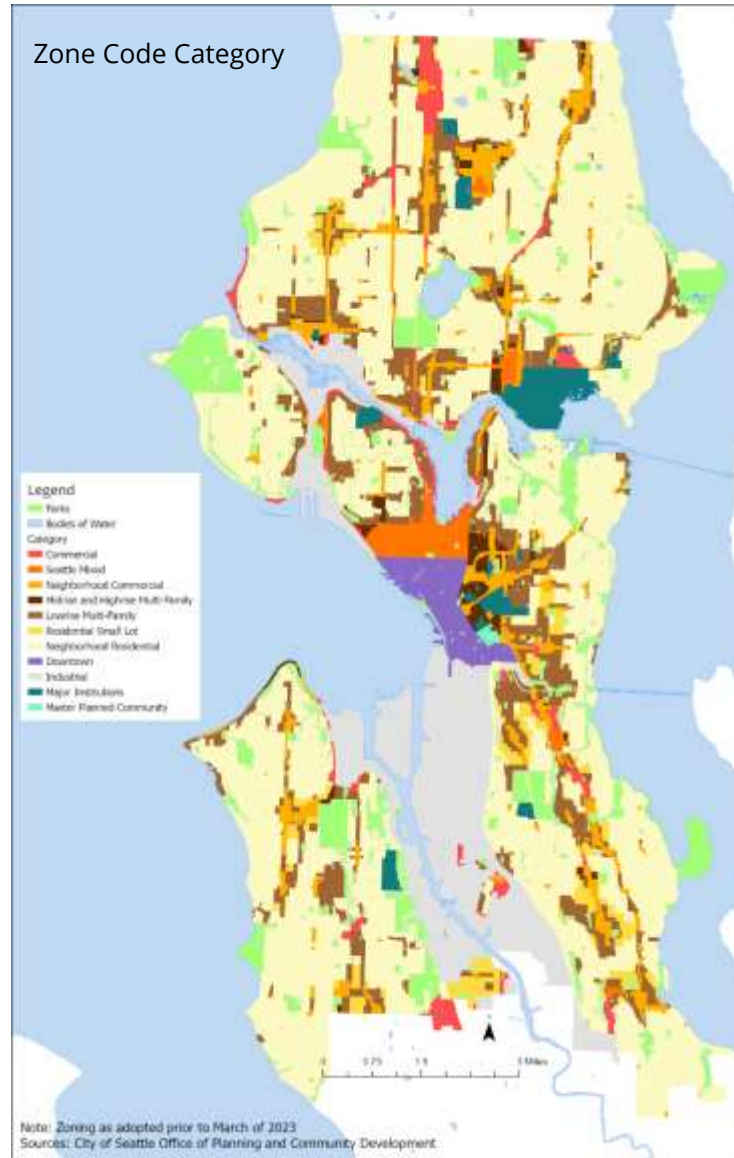 Zone Code Category
Legend
Parks
Bodies of Water
Category
Commercial
Seattle Mixed
Neighborhood Commercial
Midrise and Highrise Multi-Family
Lowrise Multi-Family
Residential Small Lot
Neighborhood Residential
Downtown
Industrial
Major Institutions
Master Planned Community
0 0.75 1.5 3 Miles
Note: Zoning as adopted prior to March of 2023
Sources: City of Seattle Office of Planning and Community Development